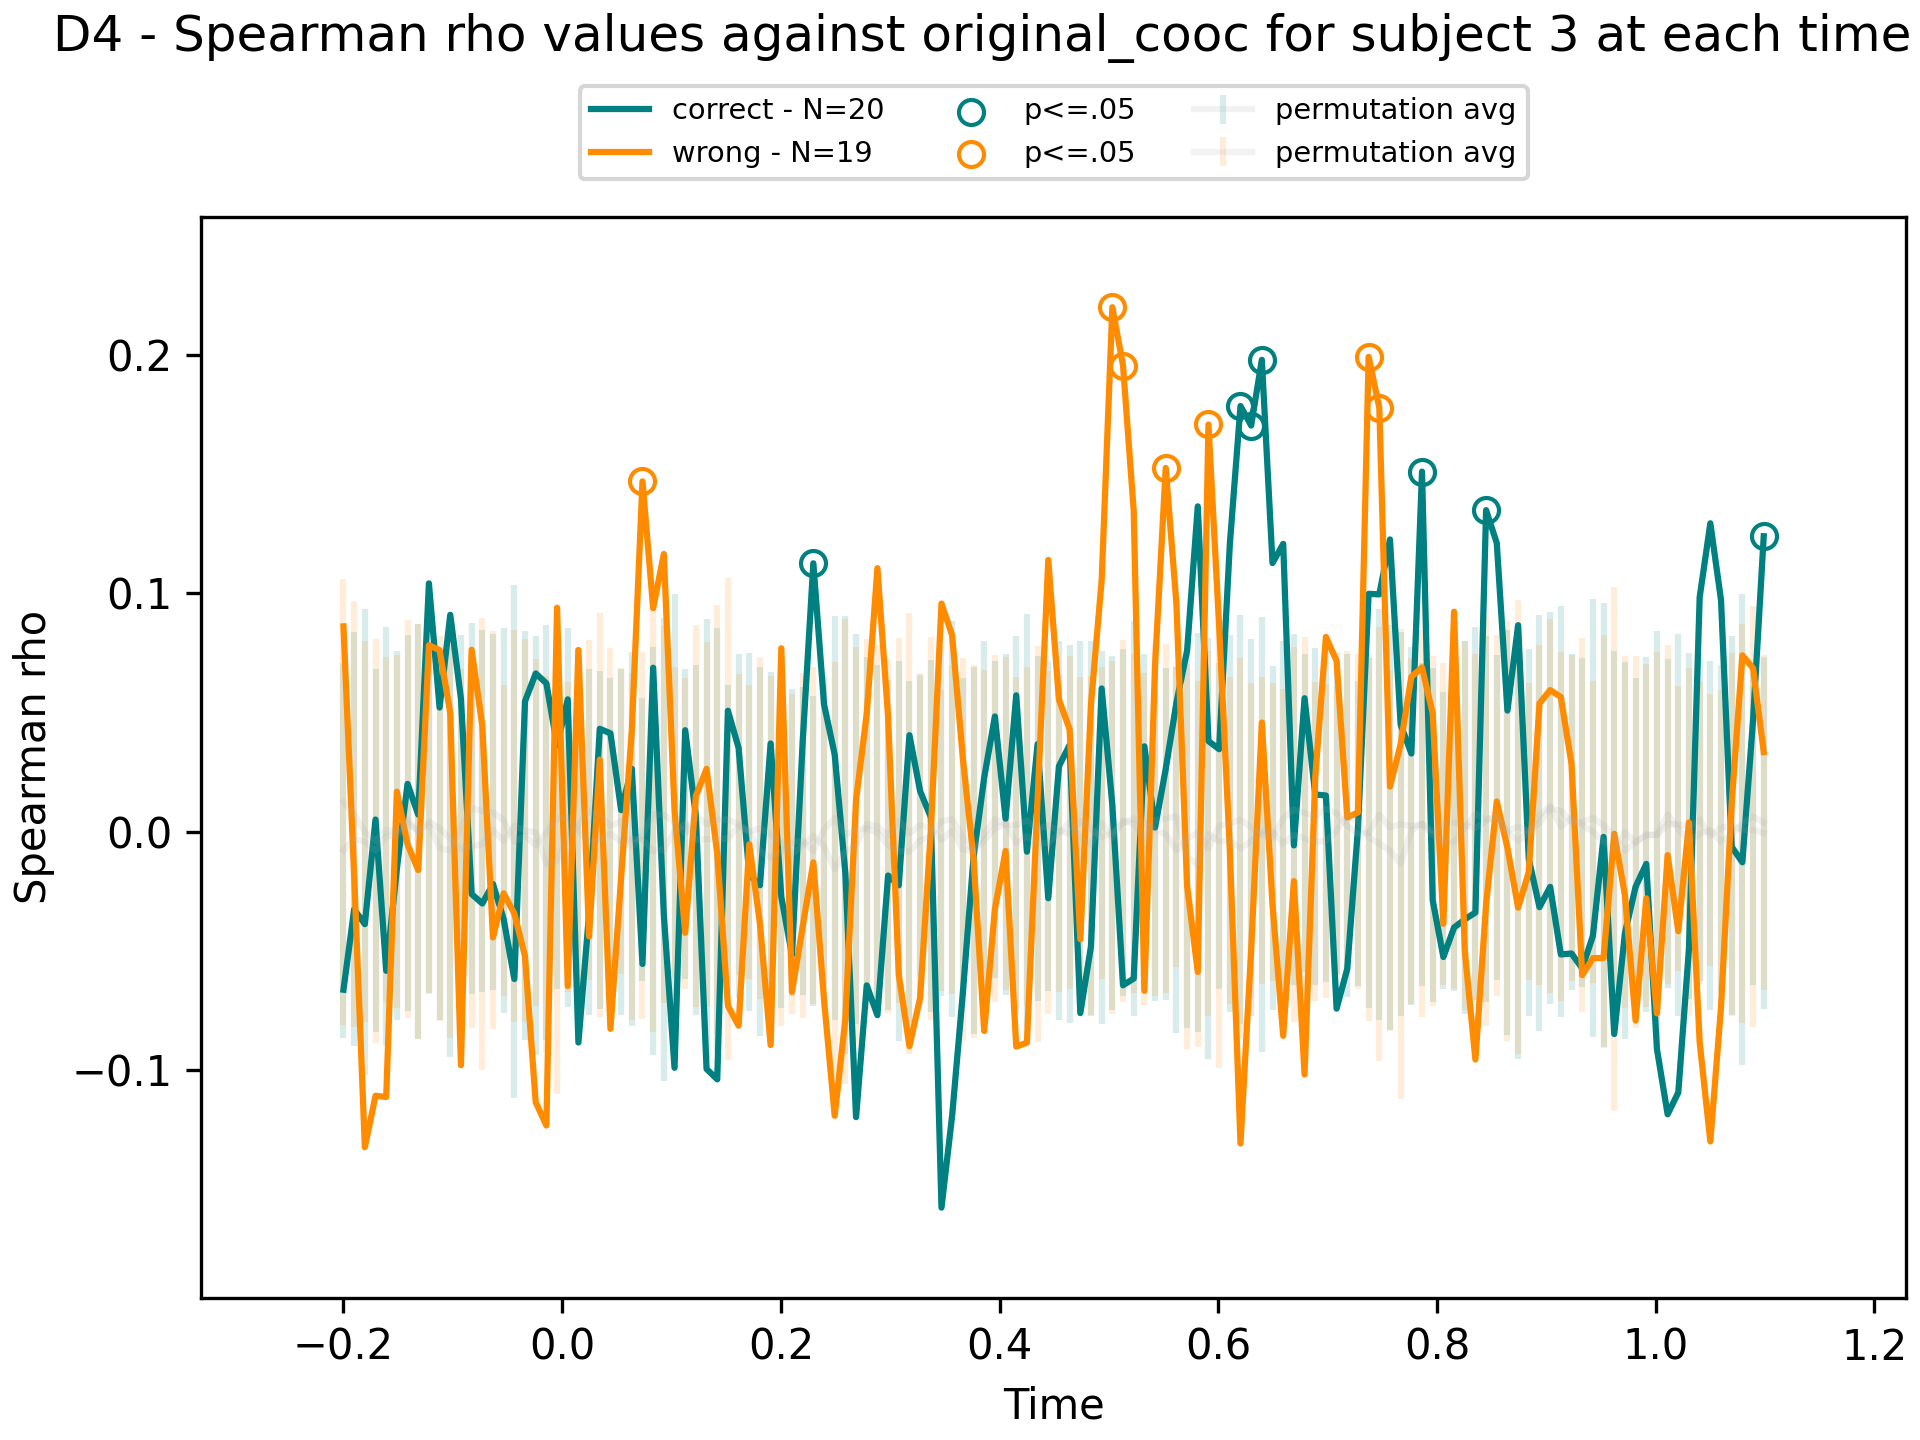 D4 - Spearman rho values against original_cooc for subject 3 at each time
correct - N=20
wrong - N=19
p<=.05
p<=.05
permutation avg
permutation avg
Spearman rho
0.2
0.1
0.0
−0.1
−0.2
0.0
0.2
0.4
0.6
0.8
1.0
1.2
Time